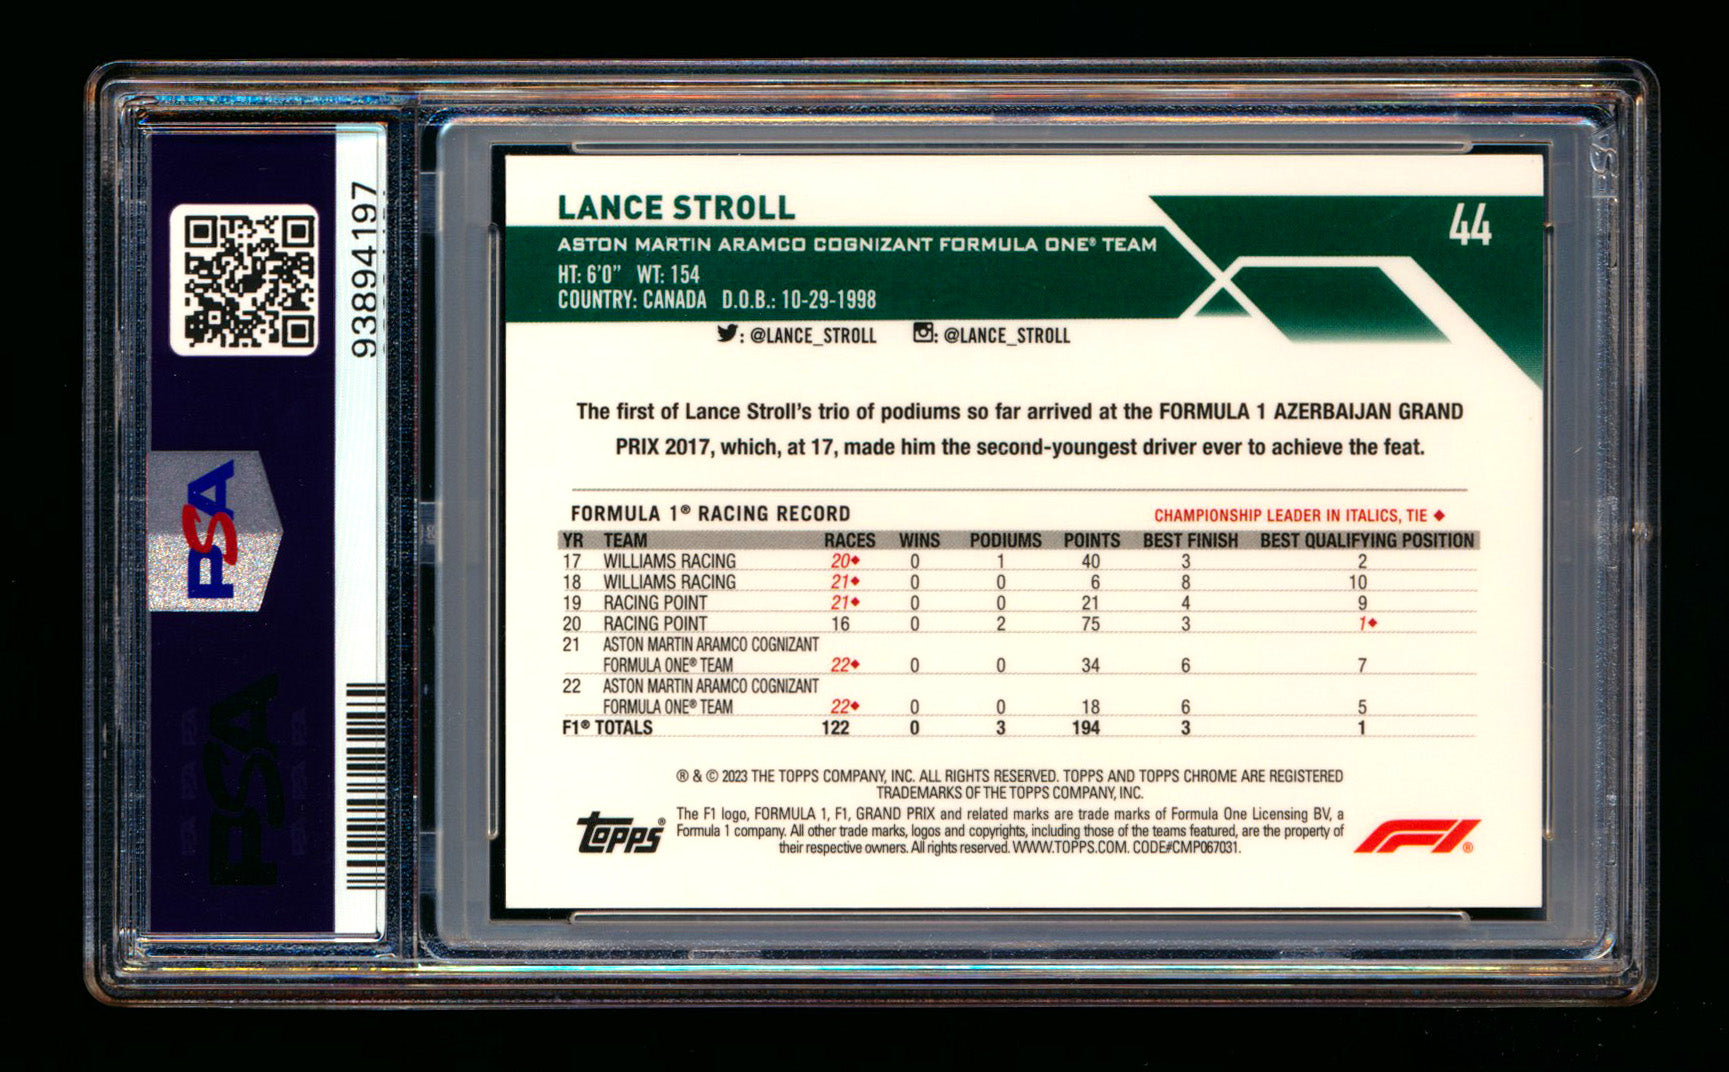 93894197
PSA
PSA
LANCE STROLL
44
ASTON MARTIN ARAMCO COGNIZANT FORMULA ONE® TEAM
HT: 6'0" WT: 154
COUNTRY: CANADA D.O.B.: 10-29-1998
: @LANCE_STROLL : @LANCE_STROLL
The first of Lance Stroll's trio of podiums so far arrived at the FORMULA 1 AZERBAIJAN GRAND
PRIX 2017, which, at 17, made him the second-youngest driver ever to achieve the feat.
FORMULA 1® RACING RECORD CHAMPIONSHIP LEADER IN ITALICS, TIE ♦
YR TEAM RACES WINS PODIUMS POINTS BEST FINISH BEST QUALIFYING POSITION
17 WILLIAMS RACING 20♦ 0 1 40 3 2
18 WILLIAMS RACING 21♦ 0 0 6 8 10
19 RACING POINT 21♦ 0 0 21 4 9
20 RACING POINT 16 0 2 75 3 1♦
21 ASTON MARTIN ARAMCO COGNIZANT
FORMULA ONE® TEAM 22♦ 0 0 34 6 7
22 ASTON MARTIN ARAMCO COGNIZANT
FORMULA ONE® TEAM 22♦ 0 0 18 6 5
F1® TOTALS 122 0 3 194 3 1
® & © 2023 THE TOPPS COMPANY, INC. ALL RIGHTS RESERVED. TOPPS AND TOPPS CHROME ARE REGISTERED
TRADEMARKS OF THE TOPPS COMPANY, INC.
The F1 logo, FORMULA 1, F1, GRAND PRIX and related marks are trade marks of Formula One Licensing BV, a
Formula 1 company. All other trade marks, logos and copyrights, including those of the teams featured, are the property of
their respective owners. All rights reserved. WWW.TOPPS.COM. CODE#CMP067031.
topps®
F1®
PSA